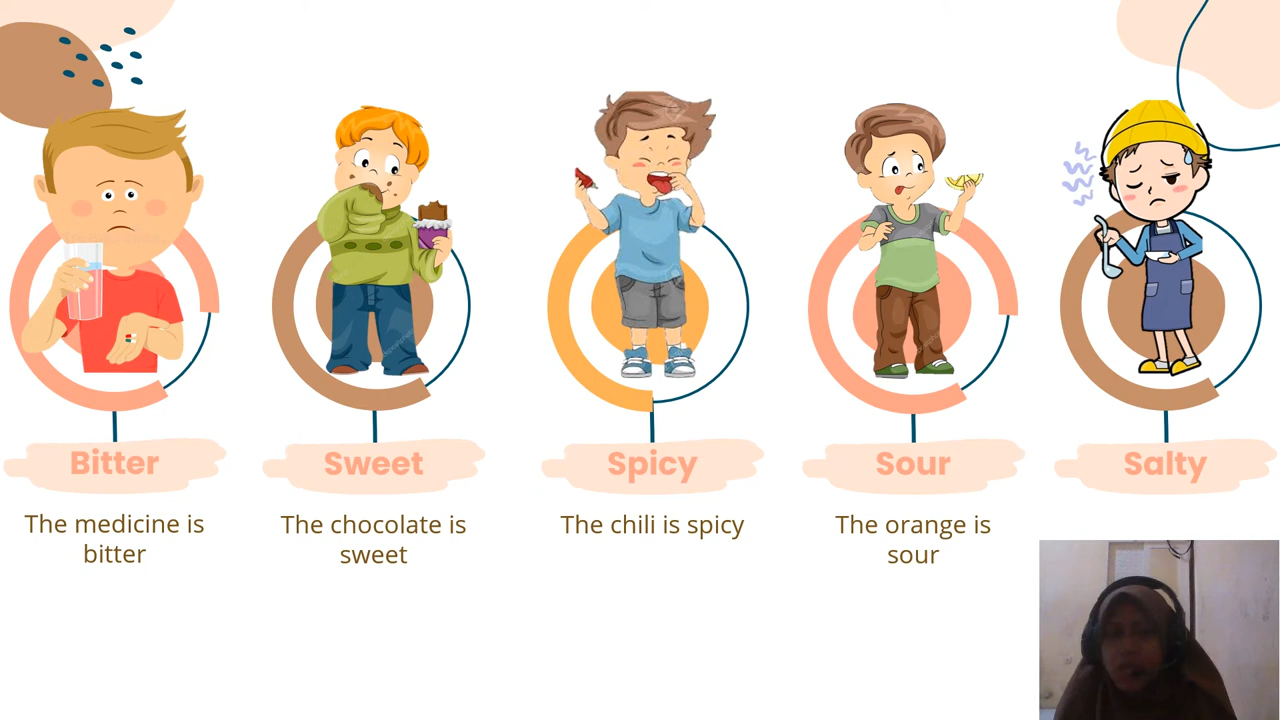 Bitter
Sweet
Spicy
Sour
Salty
The medicine is
bitter
The chocolate is
sweet
The chili is spicy
The orange is
sour